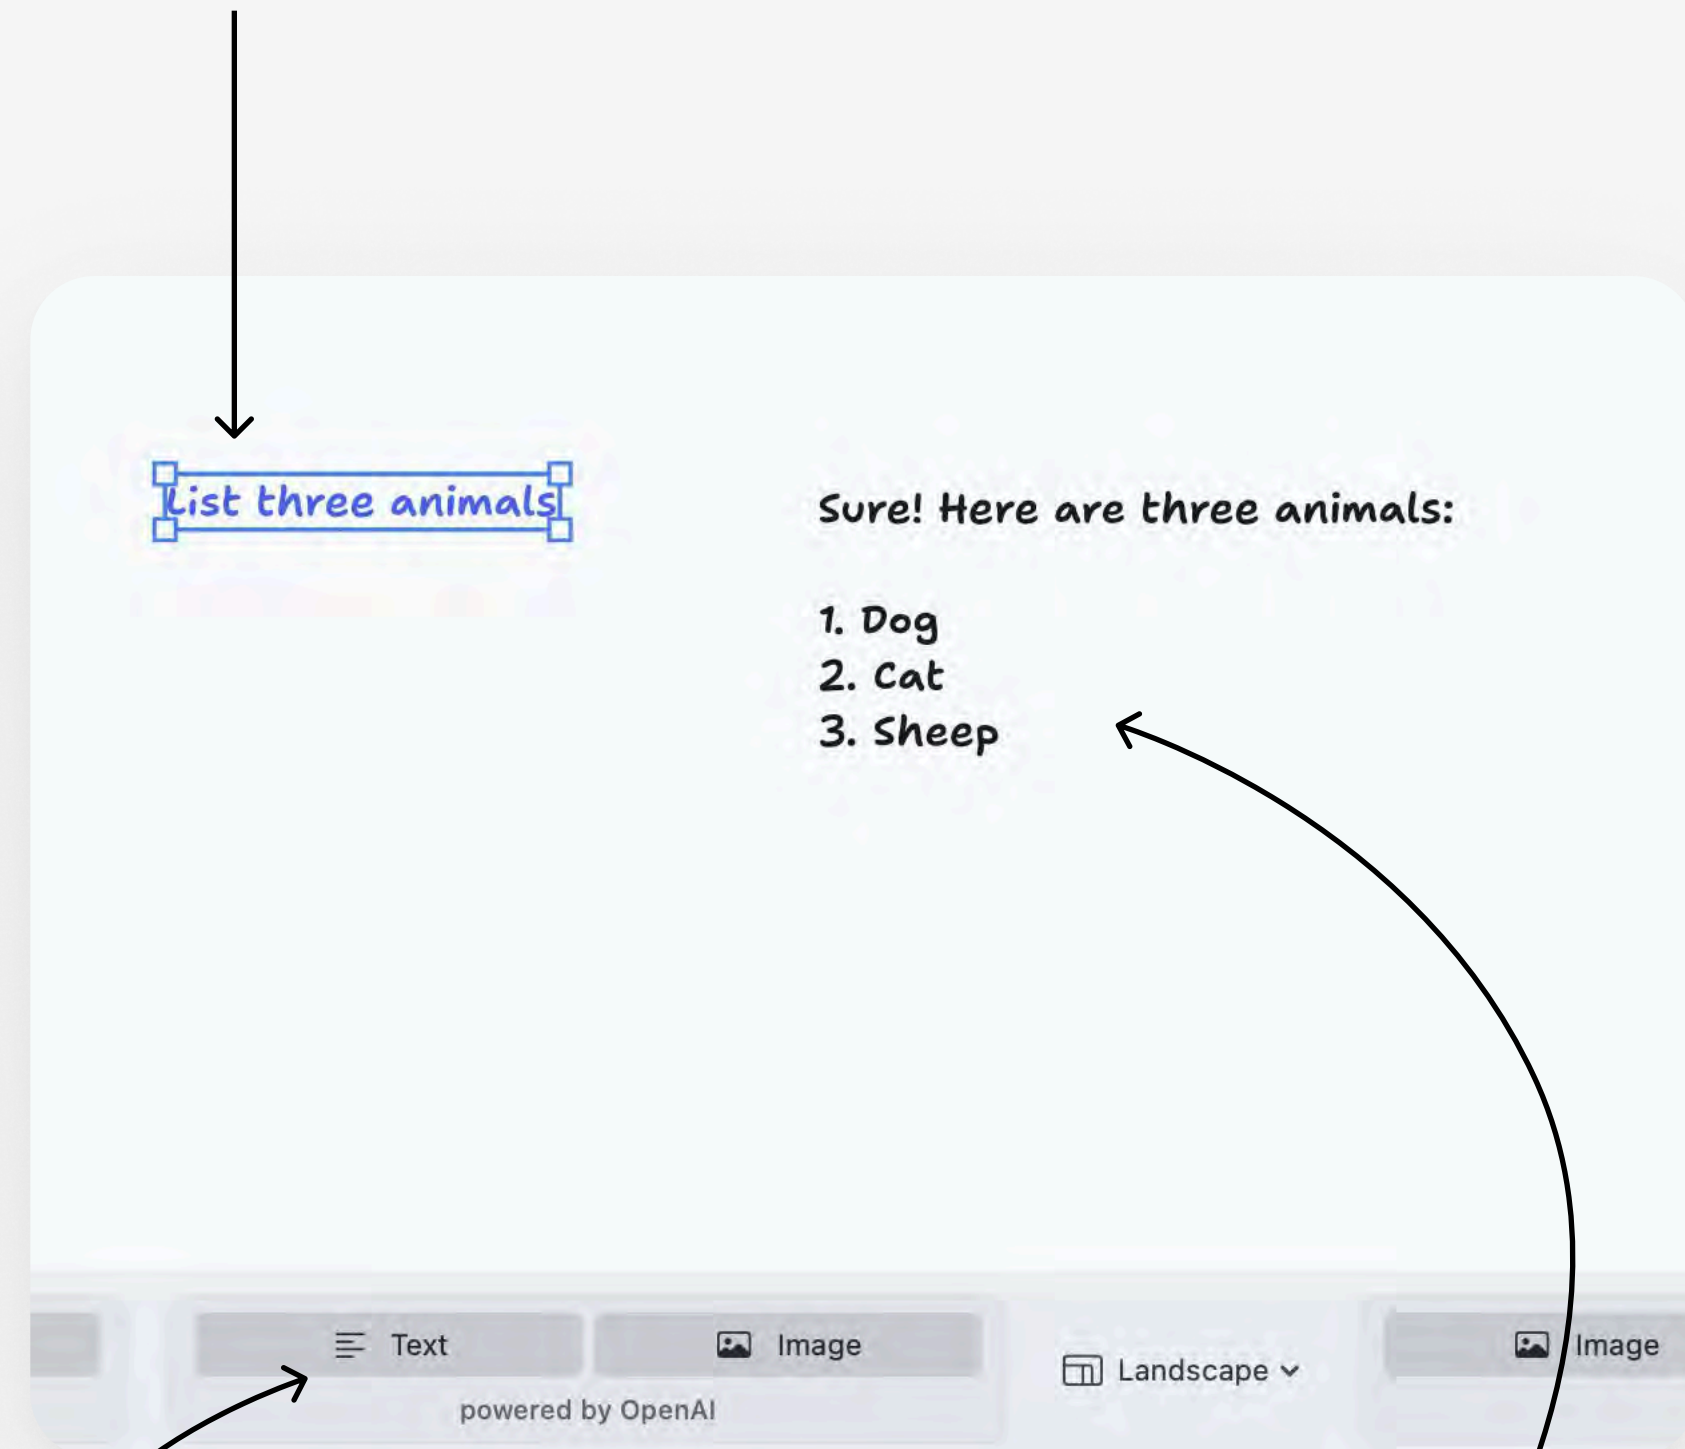 List three animals
Sure! Here are three animals:
1. Dog
2. Cat
3. Sheep
Text
Image
Landscape
Image
powered by OpenAI